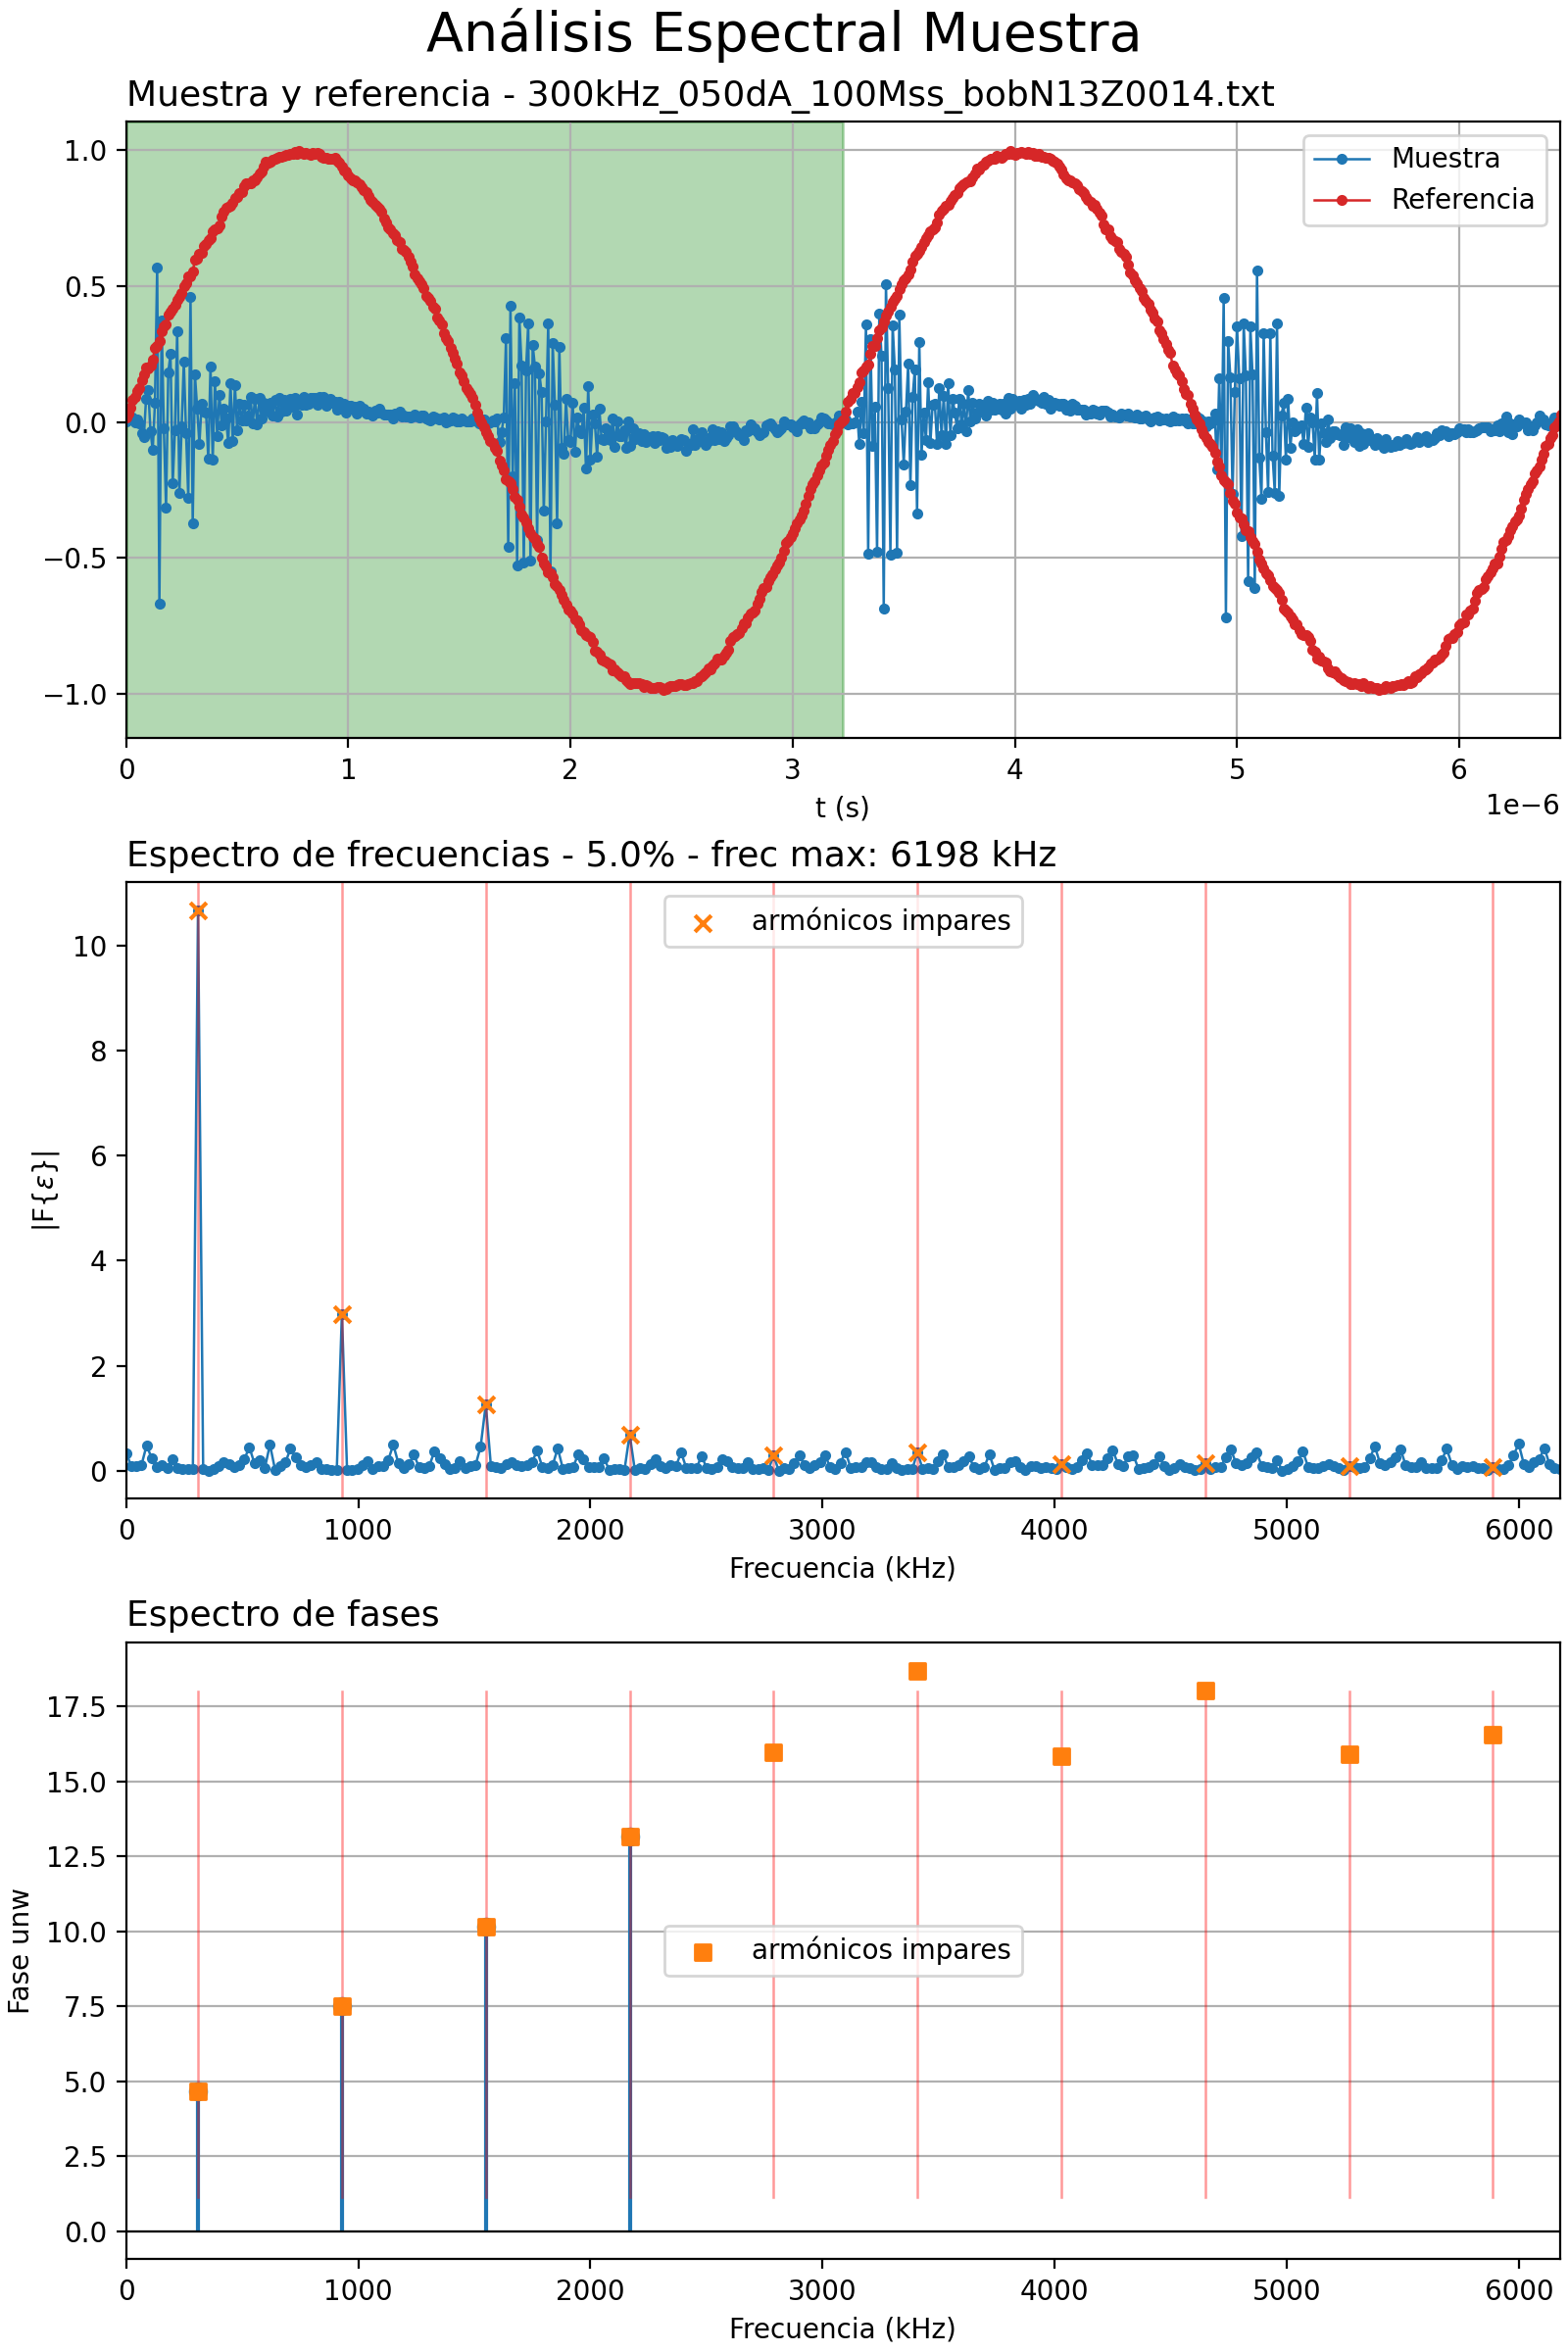 Análisis Espectral Muestra
Muestra y referencia - 300kHz_050dA_100Mss_bobN13Z0014.txt
1.0
0.5
0.0
−0.5
−1.0
Muestra
Referencia
0 1 2 3 4 5 6
1e−6
t (s)
Espectro de frecuencias - 5.0% - frec max: 6198 kHz
armónicos impares
10
8
6
4
2
0
|F{ε}|
0 1000 2000 3000 4000 5000 6000
Frecuencia (kHz)
Espectro de fases
17.5
15.0
12.5
10.0
7.5
5.0
2.5
0.0
Fase unw
armónicos impares
0 1000 2000 3000 4000 5000 6000
Frecuencia (kHz)